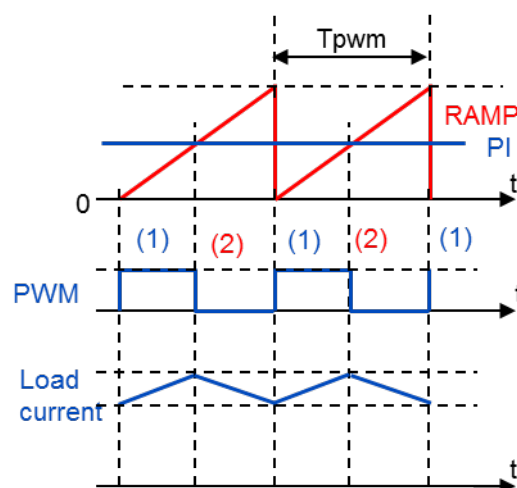 Tpwm
RAMP
PI
t
0
(1) (2) (1) (2) (1)
PWM
t
Load
current
t